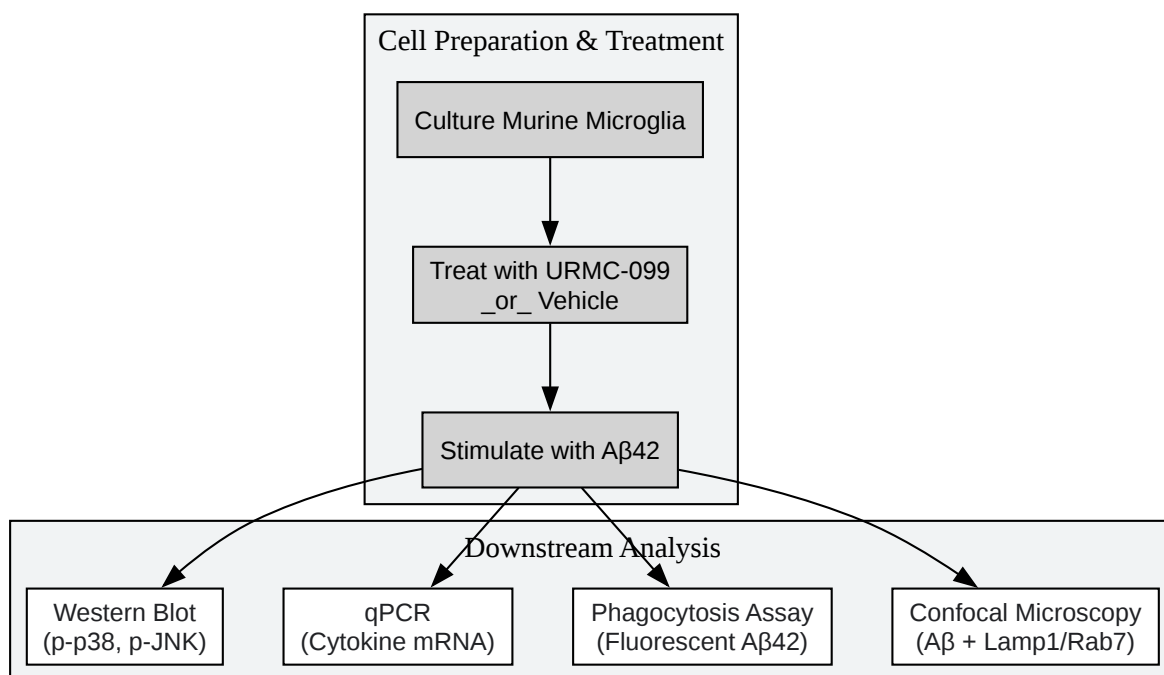 Cell Preparation & Treatment
Culture Murine Microglia
Treat with URMC-099
_or_ Vehicle
Stimulate with Aβ42
Downstream Analysis
Western Blot
(p-p38, p-JNK)
qPCR
(Cytokine mRNA)
Phagocytosis Assay
(Fluorescent Aβ42)
Confocal Microscopy
(Aβ + Lamp1/Rab7)